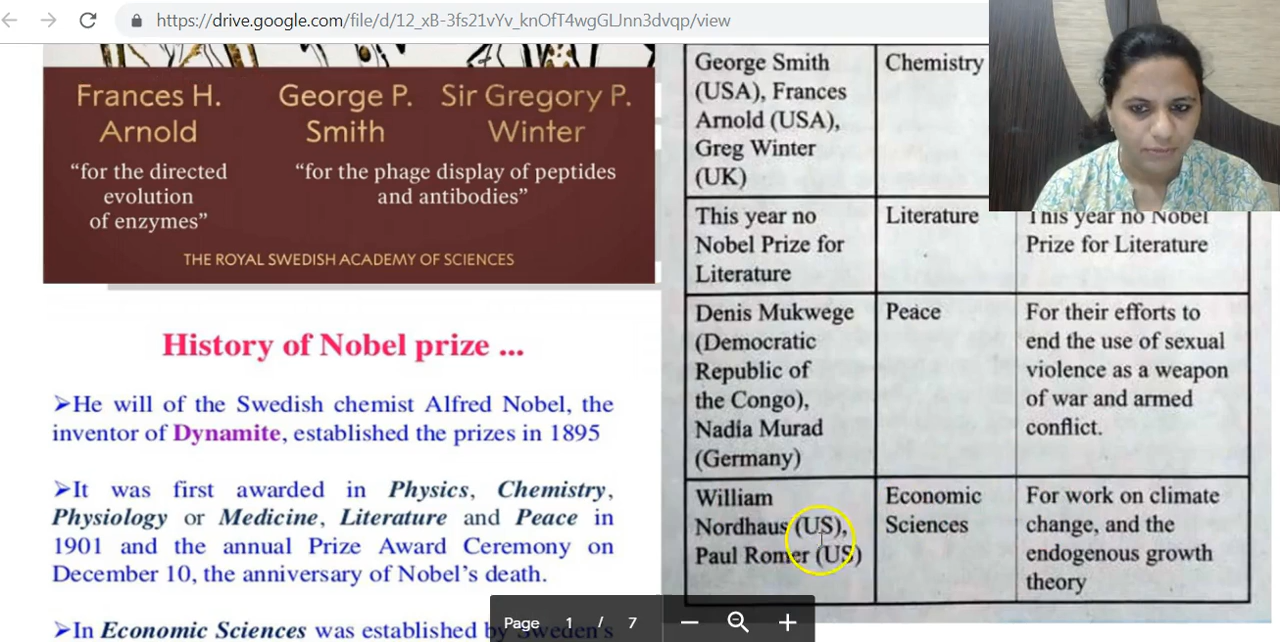 https://drive.google.com/file/d/12_xB-3fs21vYv_knOfT4wgGLJnn3dvqp/view
Frances H.
Arnold
"for the directed
evolution
of enzymes"
George P.
Smith
Sir Gregory P.
Winter
"for the phage display of peptides
and antibodies"
THE ROYAL SWEDISH ACADEMY OF SCIENCES
History of Nobel prize ...
➢He will of the Swedish chemist Alfred Nobel, the
inventor of Dynamite, established the prizes in 1895
➢It was first awarded in Physics, Chemistry,
Physiology or Medicine, Literature and Peace in
1901 and the annual Prize Award Ceremony on
December 10, the anniversary of Nobel's death.
➢In Economic Sciences was established by Sweden's
George Smith
(USA), Frances
Arnold (USA),
Greg Winter
(UK)
Chemistry
This year no
Nobel Prize for
Literature
Literature
This year no Nobel
Prize for Literature
Denis Mukwege
(Democratic
Republic of
the Congo),
Nadia Murad
(Germany)
Peace
For their efforts to
end the use of sexual
violence as a weapon
of war and armed
conflict.
William
Nordhaus (US),
Paul Romer (US)
Economic
Sciences
For work on climate
change, and the
endogenous growth
theory
Page 1 / 7